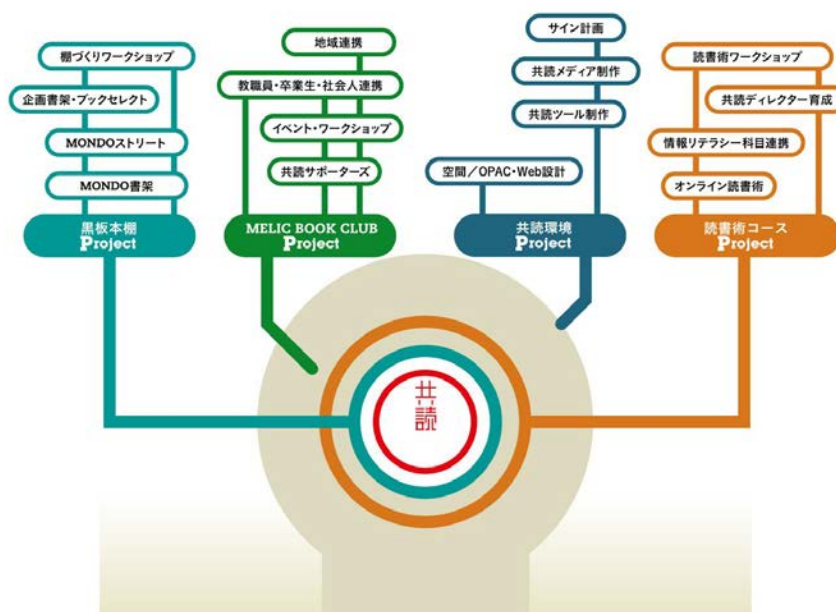 棚づくりワークショップ
企画書架・ブックセレクト
MONDOストリート
MONDO書架
黒板本棚
Project
地域連携
教職員・卒業生・社会人連携
イベント・ワークショップ
共読サポーターズ
MELIC BOOK CLUB
Project
サイン計画
共読メディア制作
共読ツール制作
空間／OPAC・Web設計
共読環境
Project
読書術ワークショップ
共読ディレクター育成
情報リテラシー科目連携
オンライン読書術
読書術コース
Project
共読